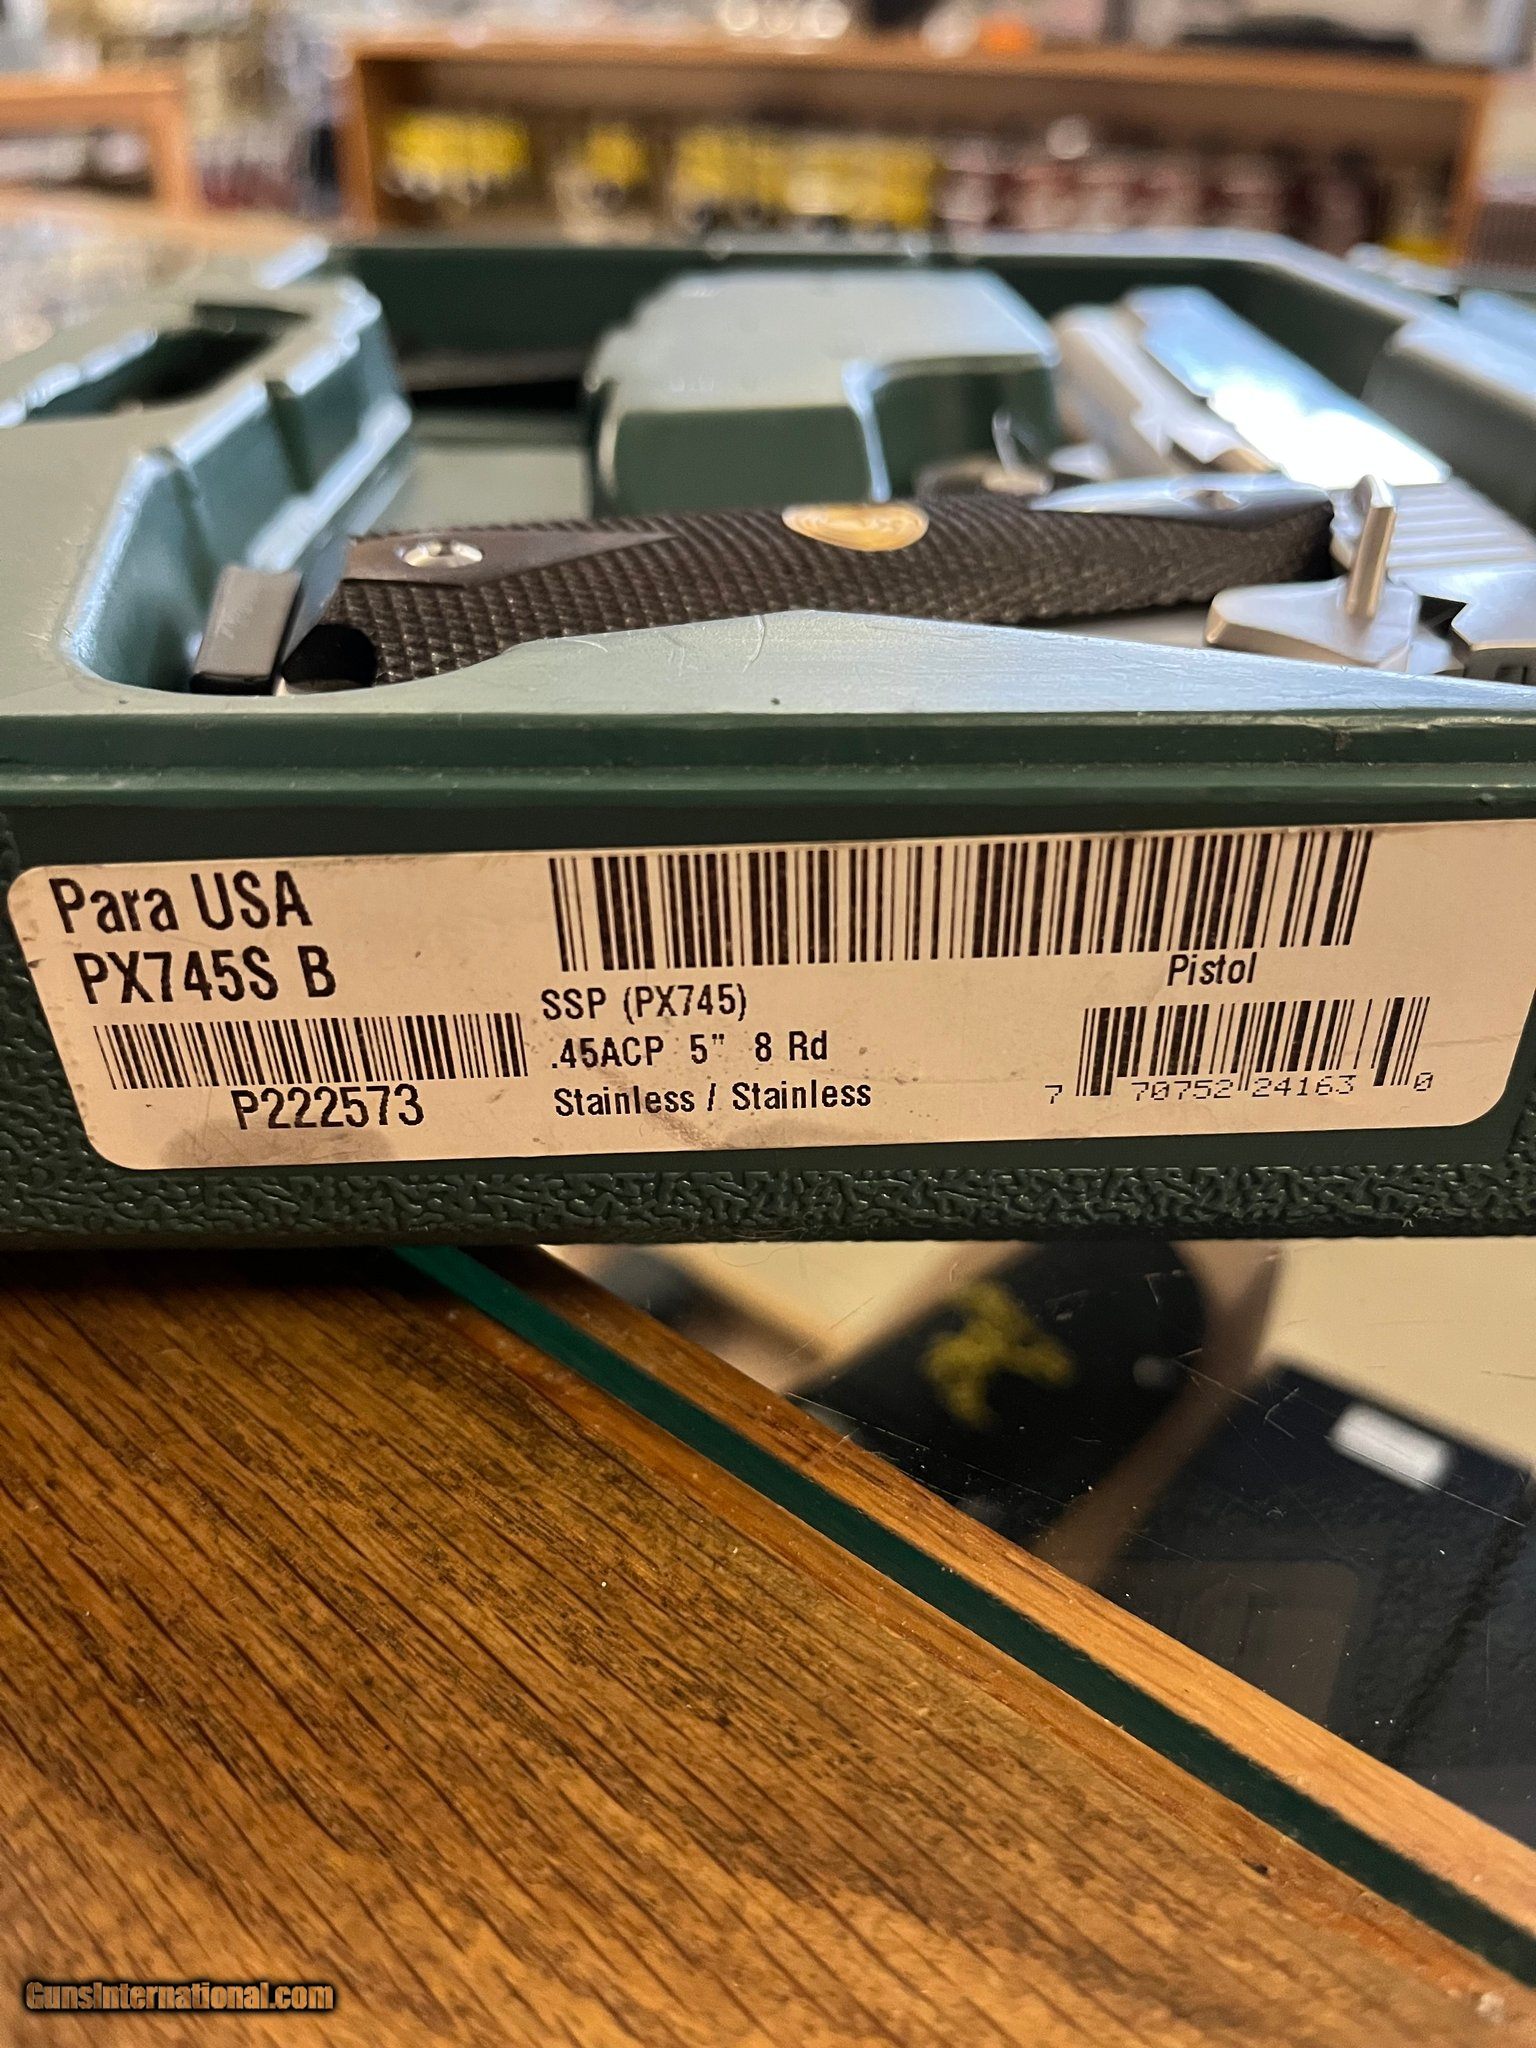 Para USA
PX745S B
P222573
SSP (PX745)
.45ACP 5" 8 Rd
Stainless / Stainless
Pistol
7 70752 24163 0
GunsInternational.com